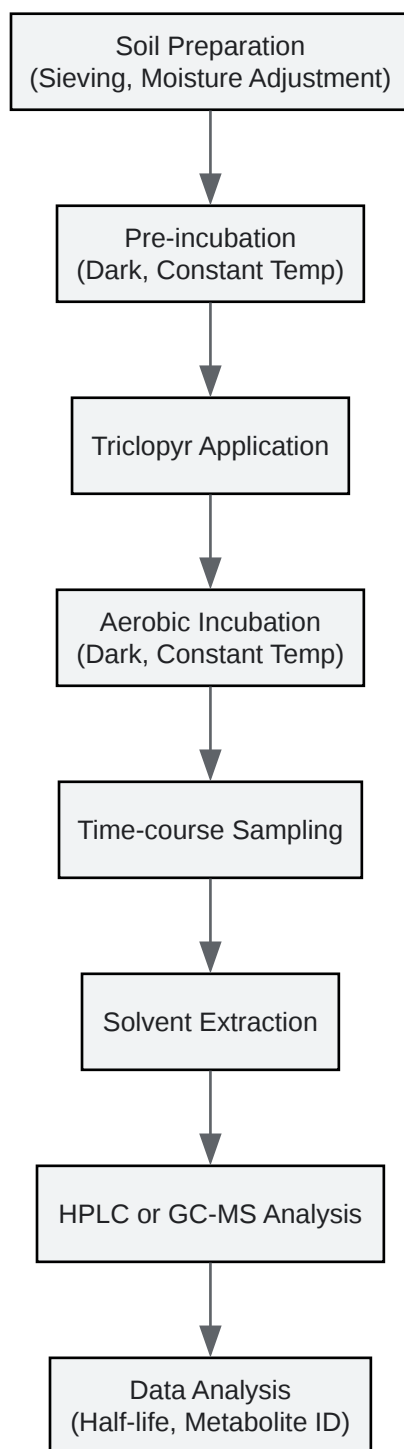 Soil Preparation
(Sieving, Moisture Adjustment)
Pre-incubation
(Dark, Constant Temp)
Triclopyr Application
Aerobic Incubation
(Dark, Constant Temp)
Time-course Sampling
Solvent Extraction
HPLC or GC-MS Analysis
Data Analysis
(Half-life, Metabolite ID)